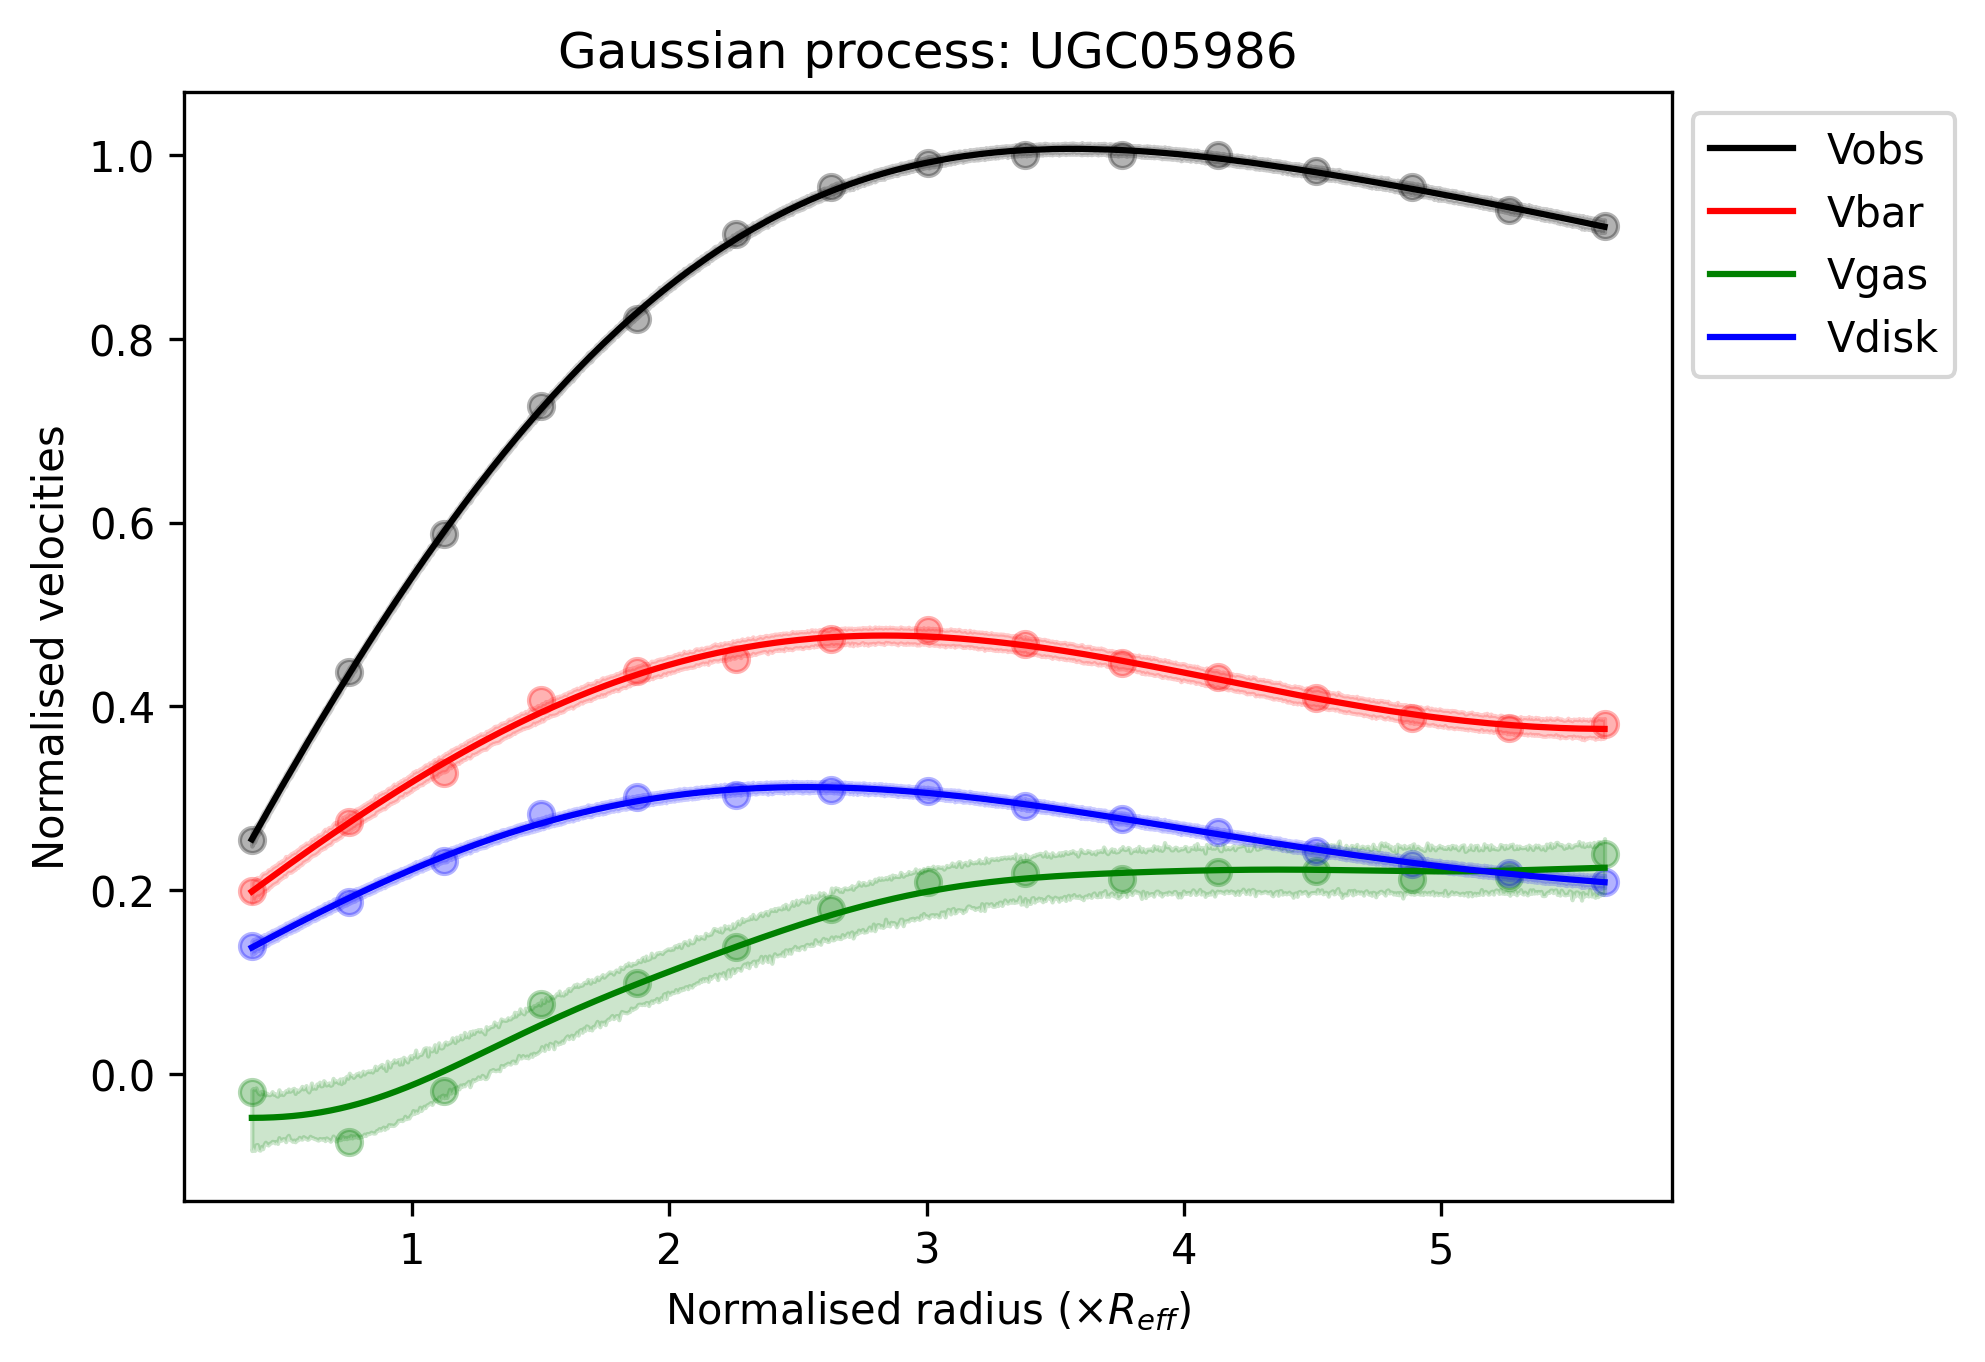 Gaussian process: UGC05986
Vobs
Vbar
Vgas
Vdisk
Normalised velocities
1.0
0.8
0.6
0.4
0.2
0.0
1 2 3 4 5
Normalised radius (×R_eff)